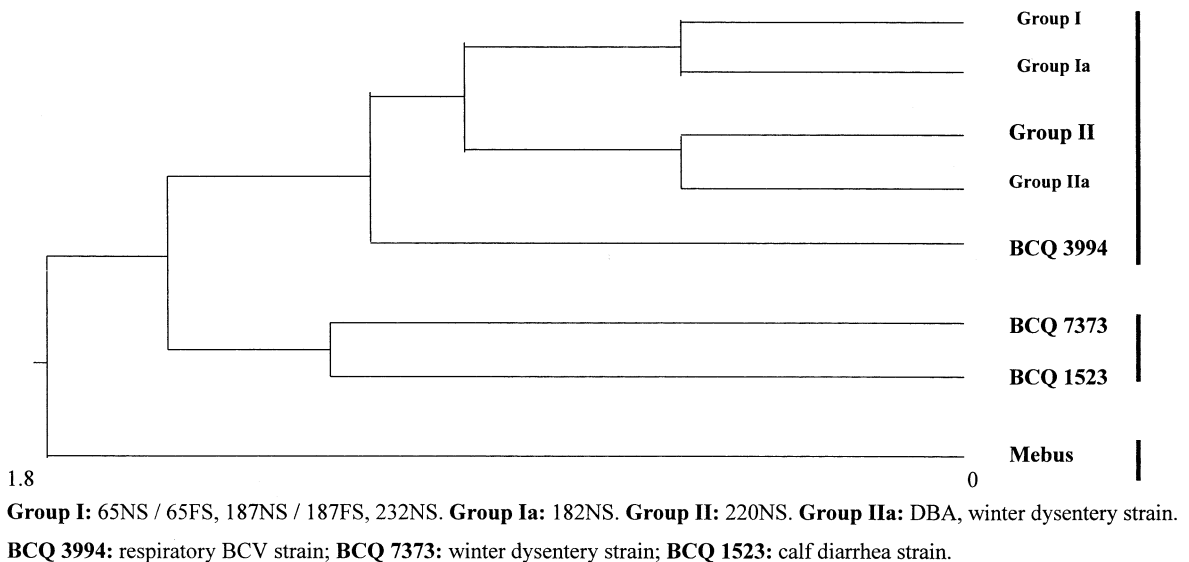 Group I
Group Ia
Group II
Group IIa
BCQ 3994
BCQ 7373
BCQ 1523
Mebus
1.8 0
Group I: 65NS / 65FS, 187NS / 187FS, 232NS. Group Ia: 182NS. Group II: 220NS. Group IIa: DBA, winter dysentery strain.
BCQ 3994: respiratory BCV strain; BCQ 7373: winter dysentery strain; BCQ 1523: calf diarrhea strain.